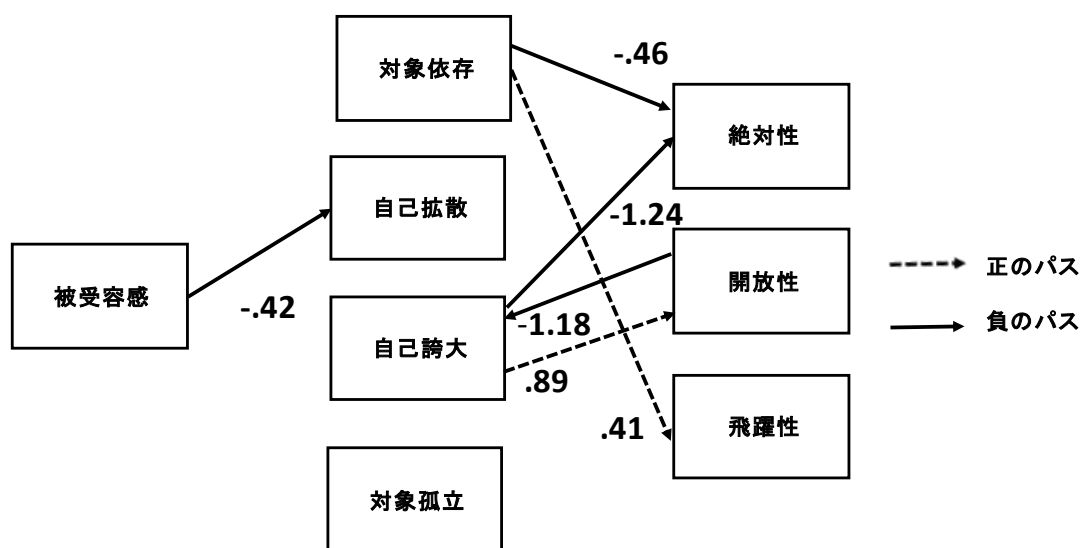 対象依存
-.46
絶対性
自己拡散
-1.24
被受容感
-.42
開放性
正のパス
自己誇大
-1.18
負のパス
.89
飛躍性
.41
対象孤立